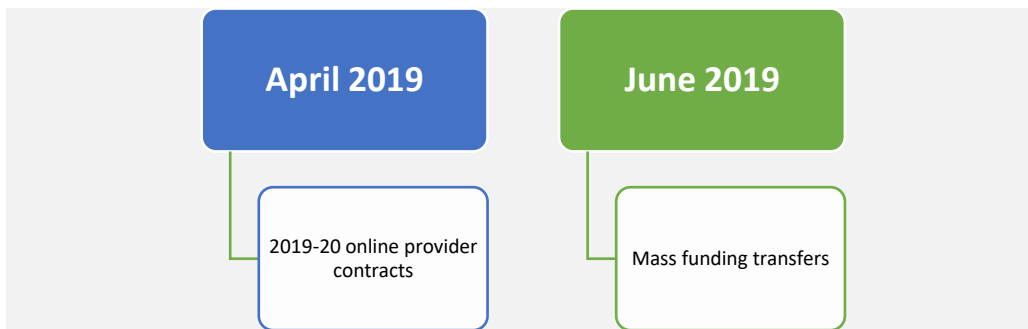 April 2019
2019-20 online provider
contracts
June 2019
Mass funding transfers